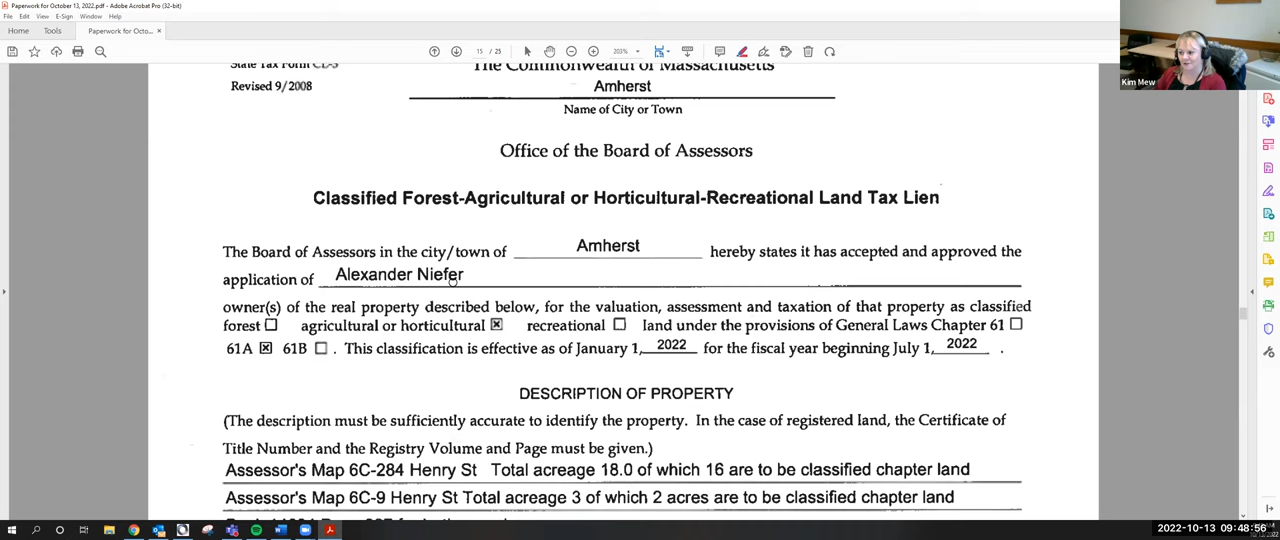 Paperwork for October 13, 2022.pdf - Adobe Acrobat Pro (32-bit)
File Edit View E-Sign Window Help
Home Tools Paperwork for Octo... ×
15 / 25 203%
Kim Mew
State Tax Form CL-3 The Commonwealth of Massachusetts
Revised 9/2008 Amherst
Name of City or Town
Office of the Board of Assessors
Classified Forest-Agricultural or Horticultural-Recreational Land Tax Lien
The Board of Assessors in the city/town of Amherst hereby states it has accepted and approved the
application of Alexander Niefer
owner(s) of the real property described below, for the valuation, assessment and taxation of that property as classified
forest agricultural or horticultural recreational land under the provisions of General Laws Chapter 61
61A 61B . This classification is effective as of January 1, 2022 for the fiscal year beginning July 1, 2022 .
DESCRIPTION OF PROPERTY
(The description must be sufficiently accurate to identify the property. In the case of registered land, the Certificate of
Title Number and the Registry Volume and Page must be given.)
Assessor's Map 6C-284 Henry St Total acreage 18.0 of which 16 are to be classified chapter land
Assessor's Map 6C-9 Henry St Total acreage 3 of which 2 acres are to be classified chapter land
2022-10-13 09:48:56